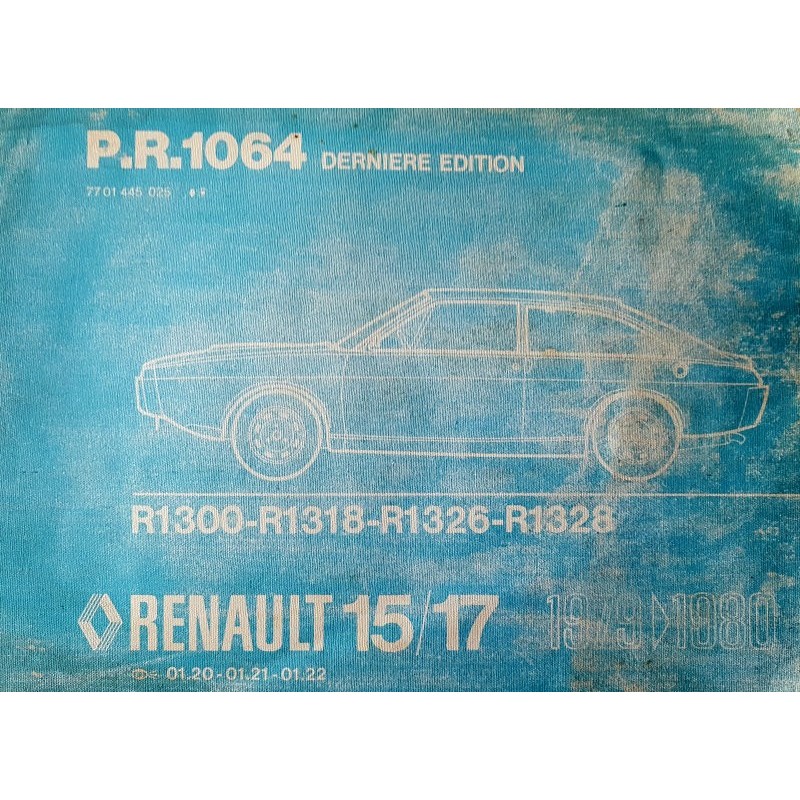 P.R.1064 DERNIERE EDITION
77 01 445 025
R1300-R1318-R1326-R1328
RENAULT 15/17 1979 1980
01.20 - 01.21 - 01.22